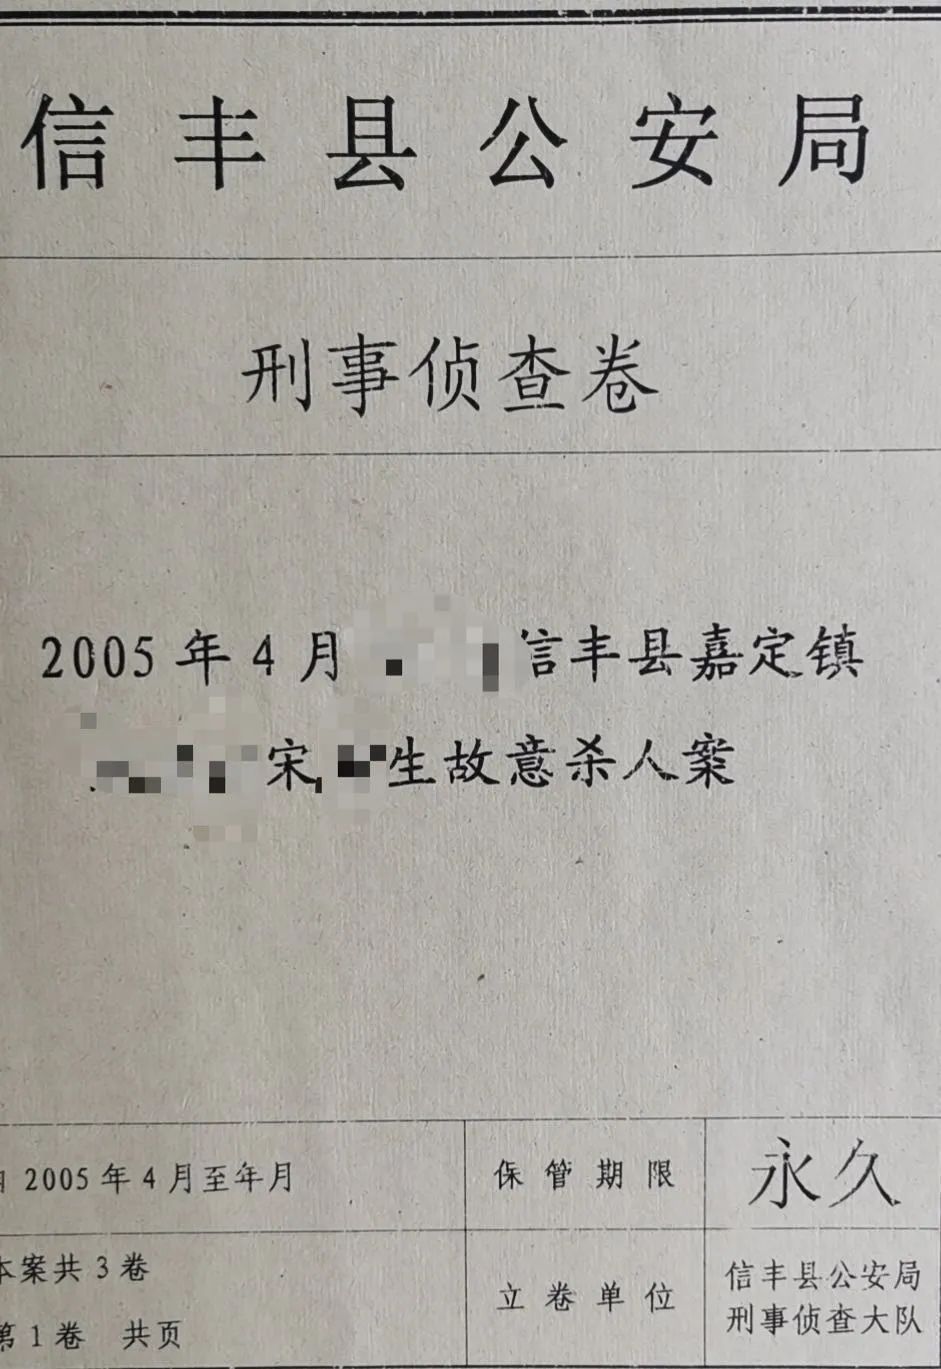 信丰县公安局
刑事侦查卷
2005年4月 信丰县嘉定镇
宋 生故意杀人案
2005年4月至年月
保管期限
永久
本案共3卷
第1卷 共页
立卷单位
信丰县公安局
刑事侦查大队